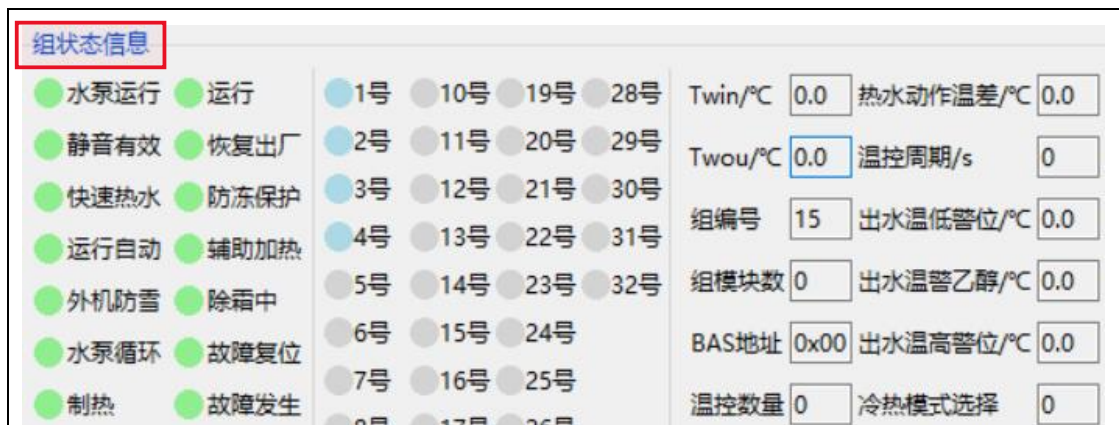 组状态信息
水泵运行 运行 1号 10号 19号 28号 Twin/℃ 0.0 热水动作温差/℃ 0.0
静音有效 恢复出厂 2号 11号 20号 29号 Twou/℃ 0.0 温控周期/s 0
快速热水 防冻保护 3号 12号 21号 30号
运行自动 辅助加热 4号 13号 22号 31号 组编号 15 出水温低警位/℃ 0.0
外机防雪 除霜中 5号 14号 23号 32号 组模块数 0 出水温警乙醇/℃ 0.0
水泵循环 故障复位 6号 15号 24号 BAS地址 0x00 出水温高警位/℃ 0.0
制热 故障发生 7号 16号 25号 温控数量 0 冷热模式选择 0